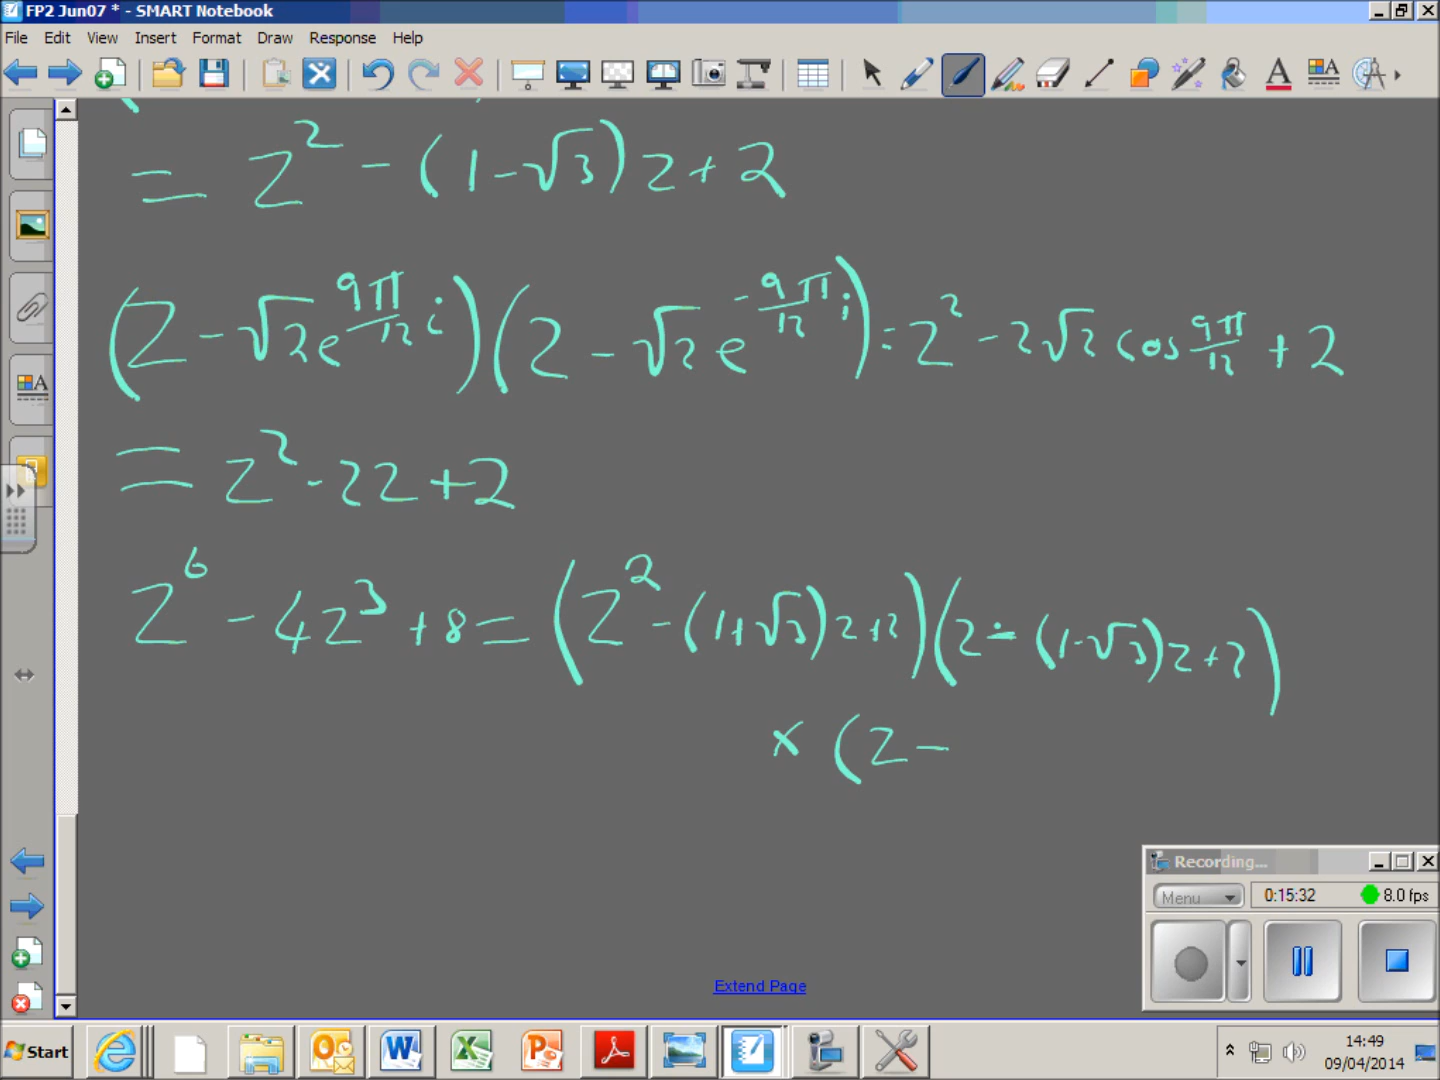 FP2 Jun07 * - SMART Notebook
File Edit View Insert Format Draw Response Help
= z² - (1-√3)z + 2
(z - √2e^(9π/12 i))(z - √2e^(-9π/12 i)) = z² - 2√2 cos 9π/12 + 2
= z² - 2z + 2
z⁶ - 4z³ + 8 = (z² - (1+√3)z+2)(z - (1-√3)z+2)
× (z -
Extend Page
Recording...
Menu 0:15:32 8.0 fps
Start
14:49
09/04/2014